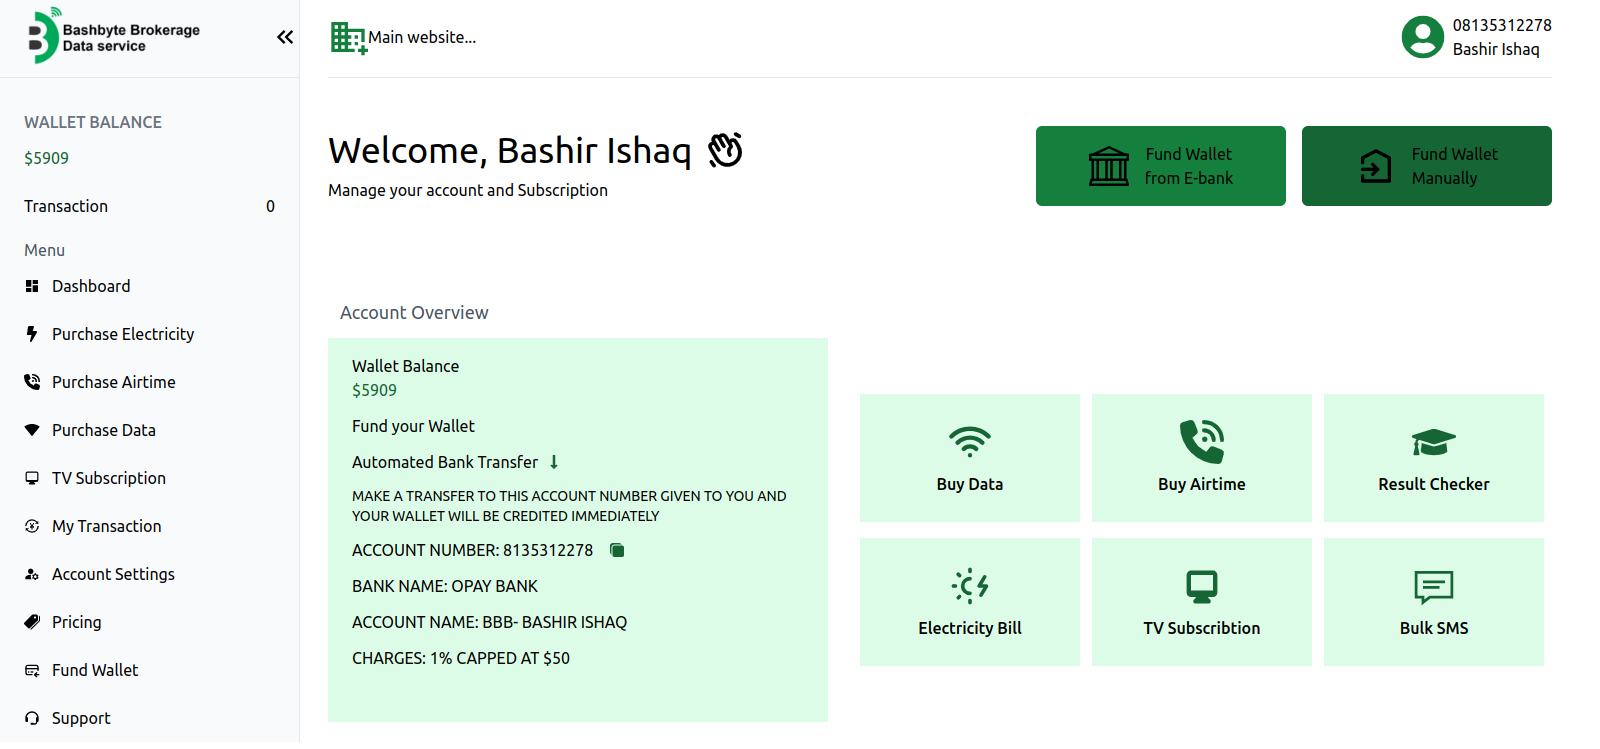 Bashbyte Brokerage
Data service
WALLET BALANCE
$5909
Transaction 0
Menu
Dashboard
Purchase Electricity
Purchase Airtime
Purchase Data
TV Subscription
My Transaction
Account Settings
Pricing
Fund Wallet
Support
Main website...
08135312278
Bashir Ishaq
Welcome, Bashir Ishaq
Manage your account and Subscription
Fund Wallet
from E-bank
Fund Wallet
Manually
Account Overview
Wallet Balance
$5909
Fund your Wallet
Automated Bank Transfer
MAKE A TRANSFER TO THIS ACCOUNT NUMBER GIVEN TO YOU AND
YOUR WALLET WILL BE CREDITED IMMEDIATELY
ACCOUNT NUMBER: 8135312278
BANK NAME: OPAY BANK
ACCOUNT NAME: BBB- BASHIR ISHAQ
CHARGES: 1% CAPPED AT $50
Buy Data
Buy Airtime
Result Checker
Electricity Bill
TV Subscribtion
Bulk SMS